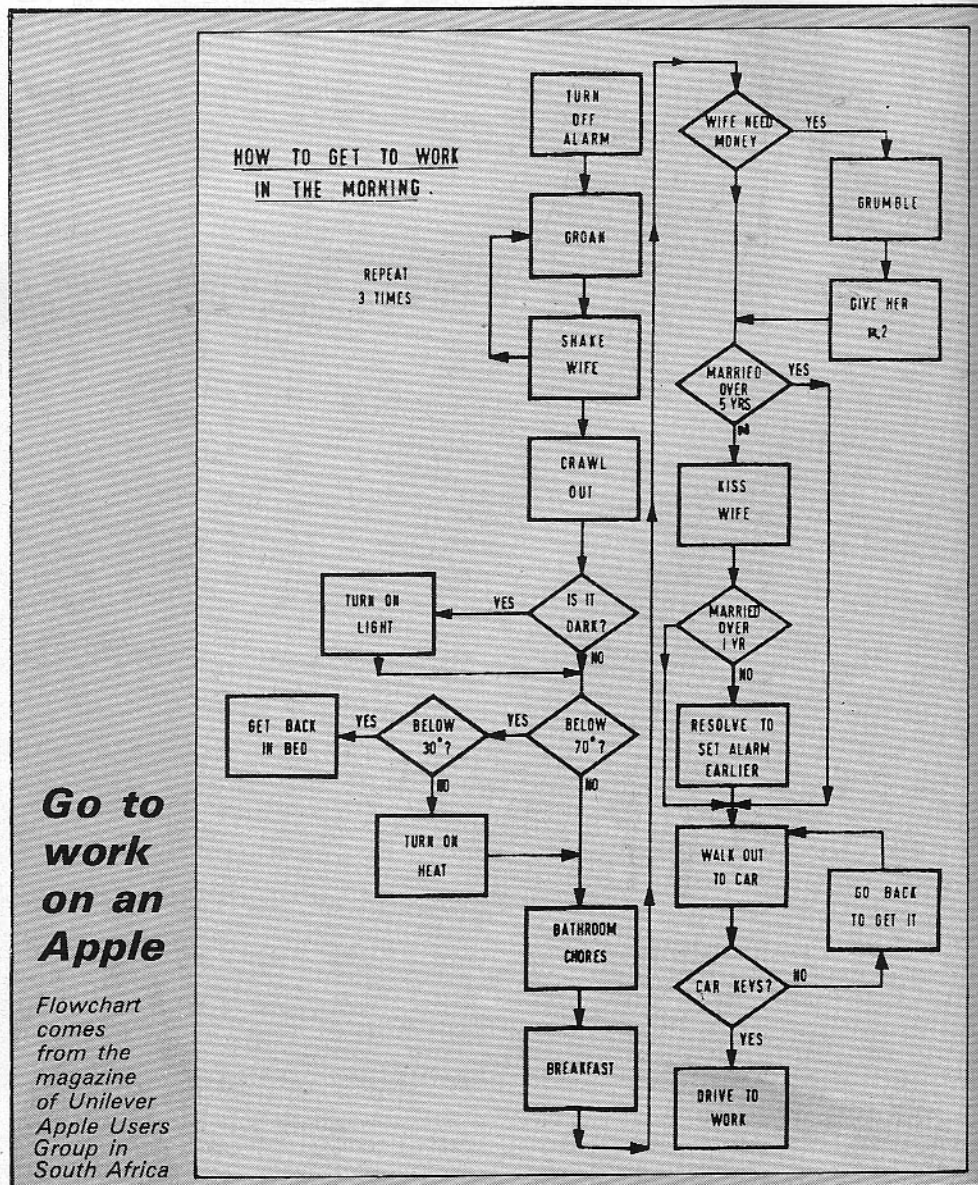 HOW TO GET TO WORK
IN THE MORNING.
TURN
OFF
ALARM
GROAN
REPEAT
3 TIMES
SHAKE
WIFE
CRAWL
OUT
IS IT
DARK?
YES
TURN ON
LIGHT
NO
BELOW
70°?
YES
BELOW
30°?
YES
GET BACK
IN BED
NO
TURN ON
HEAT
NO
BATHROOM
CHORES
BREAKFAST
WIFE NEED
MONEY
YES
GRUMBLE
GIVE HER
R.2
MARRIED
OVER
5 YRS
YES
N
KISS
WIFE
MARRIED
OVER
1 YR
NO
RESOLVE TO
SET ALARM
EARLIER
WALK OUT
TO CAR
CAR KEYS?
NO
GO BACK
TO GET IT
YES
DRIVE TO
WORK
Go to
work
on an
Apple
Flowchart
comes
from the
magazine
of Unilever
Apple Users
Group in
South Africa